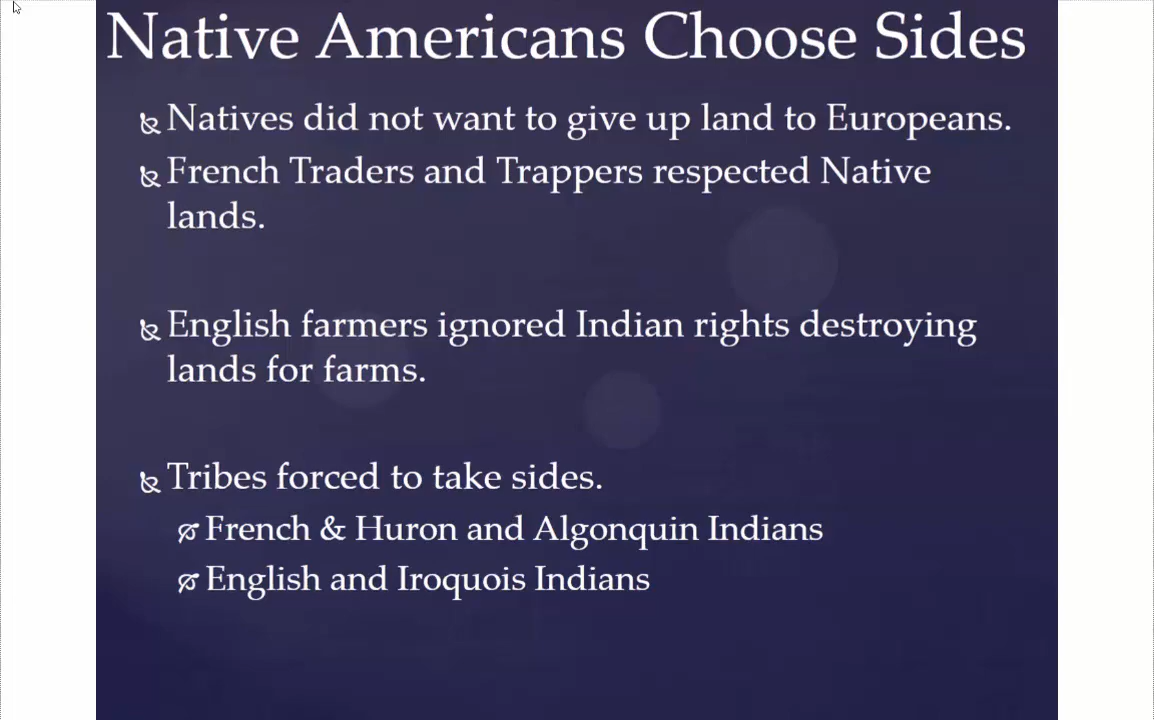 Native Americans Choose Sides
Natives did not want to give up land to Europeans.
French Traders and Trappers respected Native
lands.
English farmers ignored Indian rights destroying
lands for farms.
Tribes forced to take sides.
French & Huron and Algonquin Indians
English and Iroquois Indians